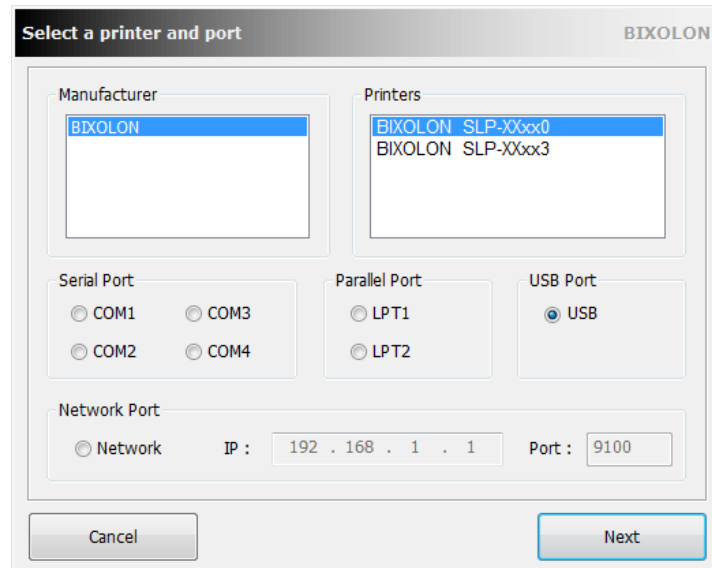 Select a printer and port BIXOLON
Manufacturer
BIXOLON
Printers
BIXOLON SLP-XXxx0
BIXOLON SLP-XXxx3
Serial Port
COM1 COM3
COM2 COM4
Parallel Port
LPT1
LPT2
USB Port
USB
Network Port
Network IP : 192 . 168 . 1 . 1 Port : 9100
Cancel Next